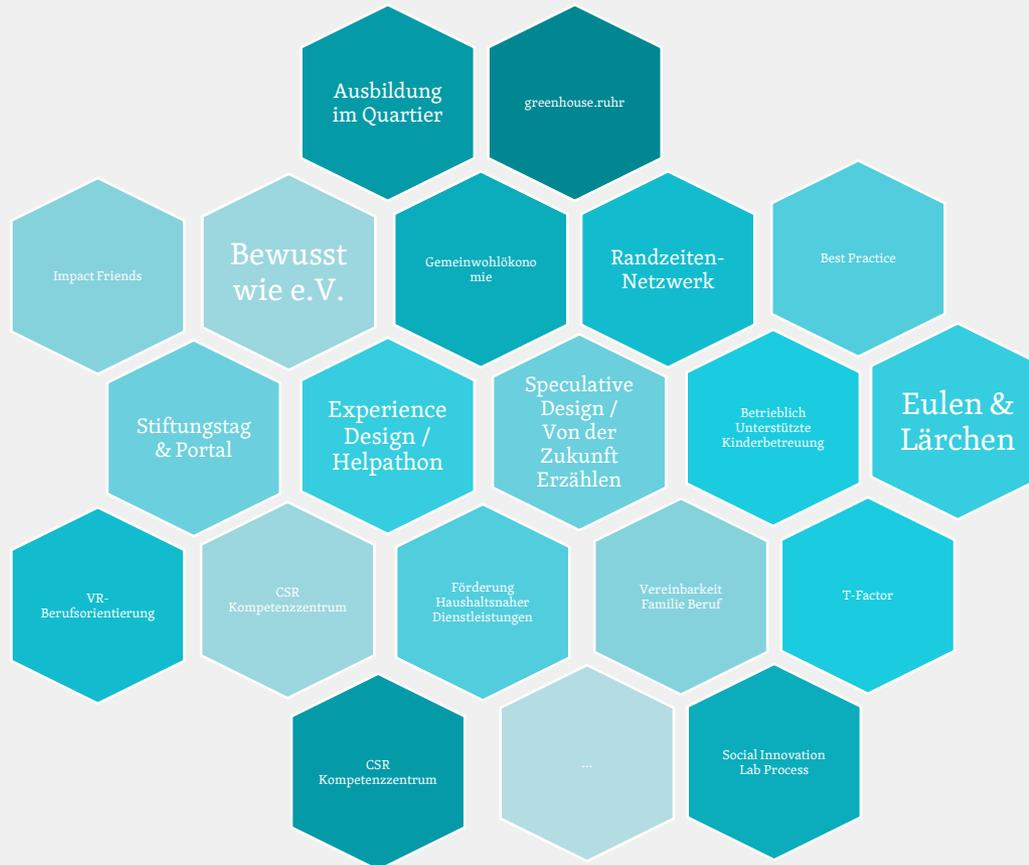 Ausbildung
im Quartier
greenhouse.ruhr
Impact Friends
Bewusst
wie e.V.
Gemeinwohlökono
mie
Randzeiten-
Netzwerk
Best Practice
Stiftungstag
& Portal
Experience
Design /
Helpathon
Speculative
Design /
Von der
Zukunft
Erzählen
Betrieblich
Unterstützte
Kinderbetreuung
Eulen &
Lärchen
VR-
Berufsorientierung
CSR
Kompetenzzentrum
Förderung
Haushaltsnaher
Dienstleistungen
Vereinbarkeit
Familie Beruf
T-Factor
CSR
Kompetenzzentrum
...
Social Innovation
Lab Process